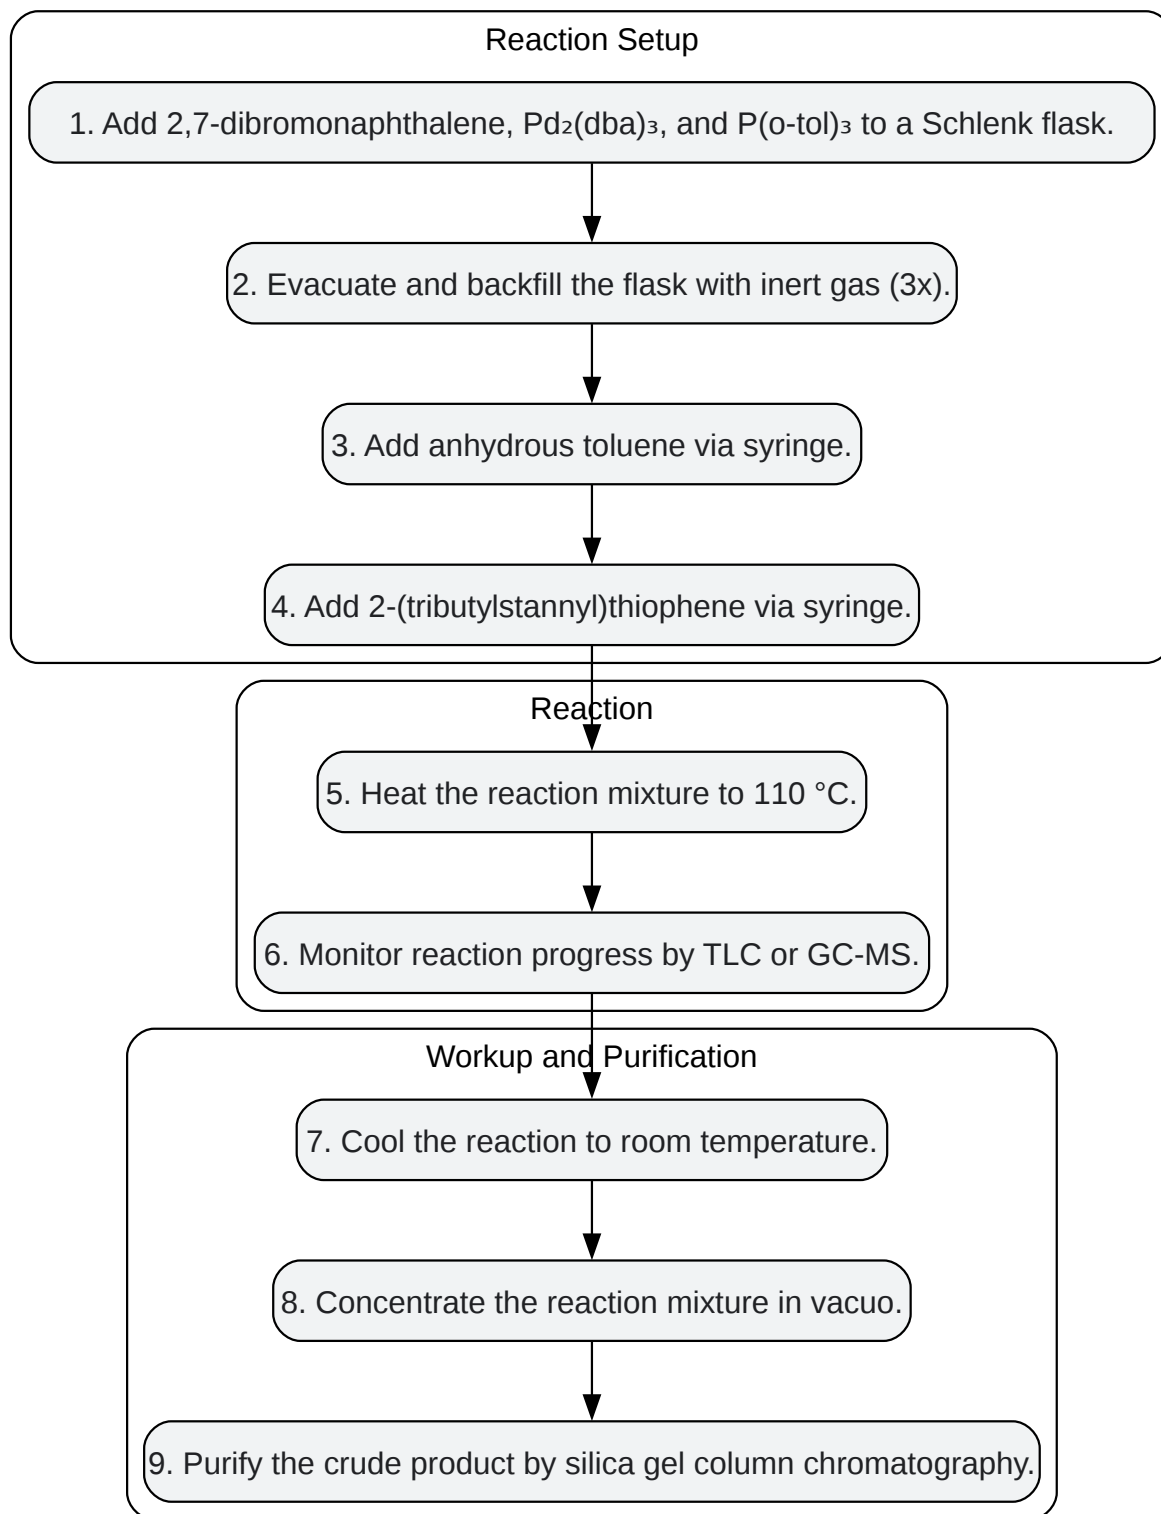 Reaction Setup
1. Add 2,7-dibromonaphthalene, Pd₂(dba)₃, and P(o-tol)₃ to a Schlenk flask.
2. Evacuate and backfill the flask with inert gas (3x).
3. Add anhydrous toluene via syringe.
4. Add 2-(tributylstannyl)thiophene via syringe.
Reaction
5. Heat the reaction mixture to 110 °C.
6. Monitor reaction progress by TLC or GC-MS.
Workup and Purification
7. Cool the reaction to room temperature.
8. Concentrate the reaction mixture in vacuo.
9. Purify the crude product by silica gel column chromatography.